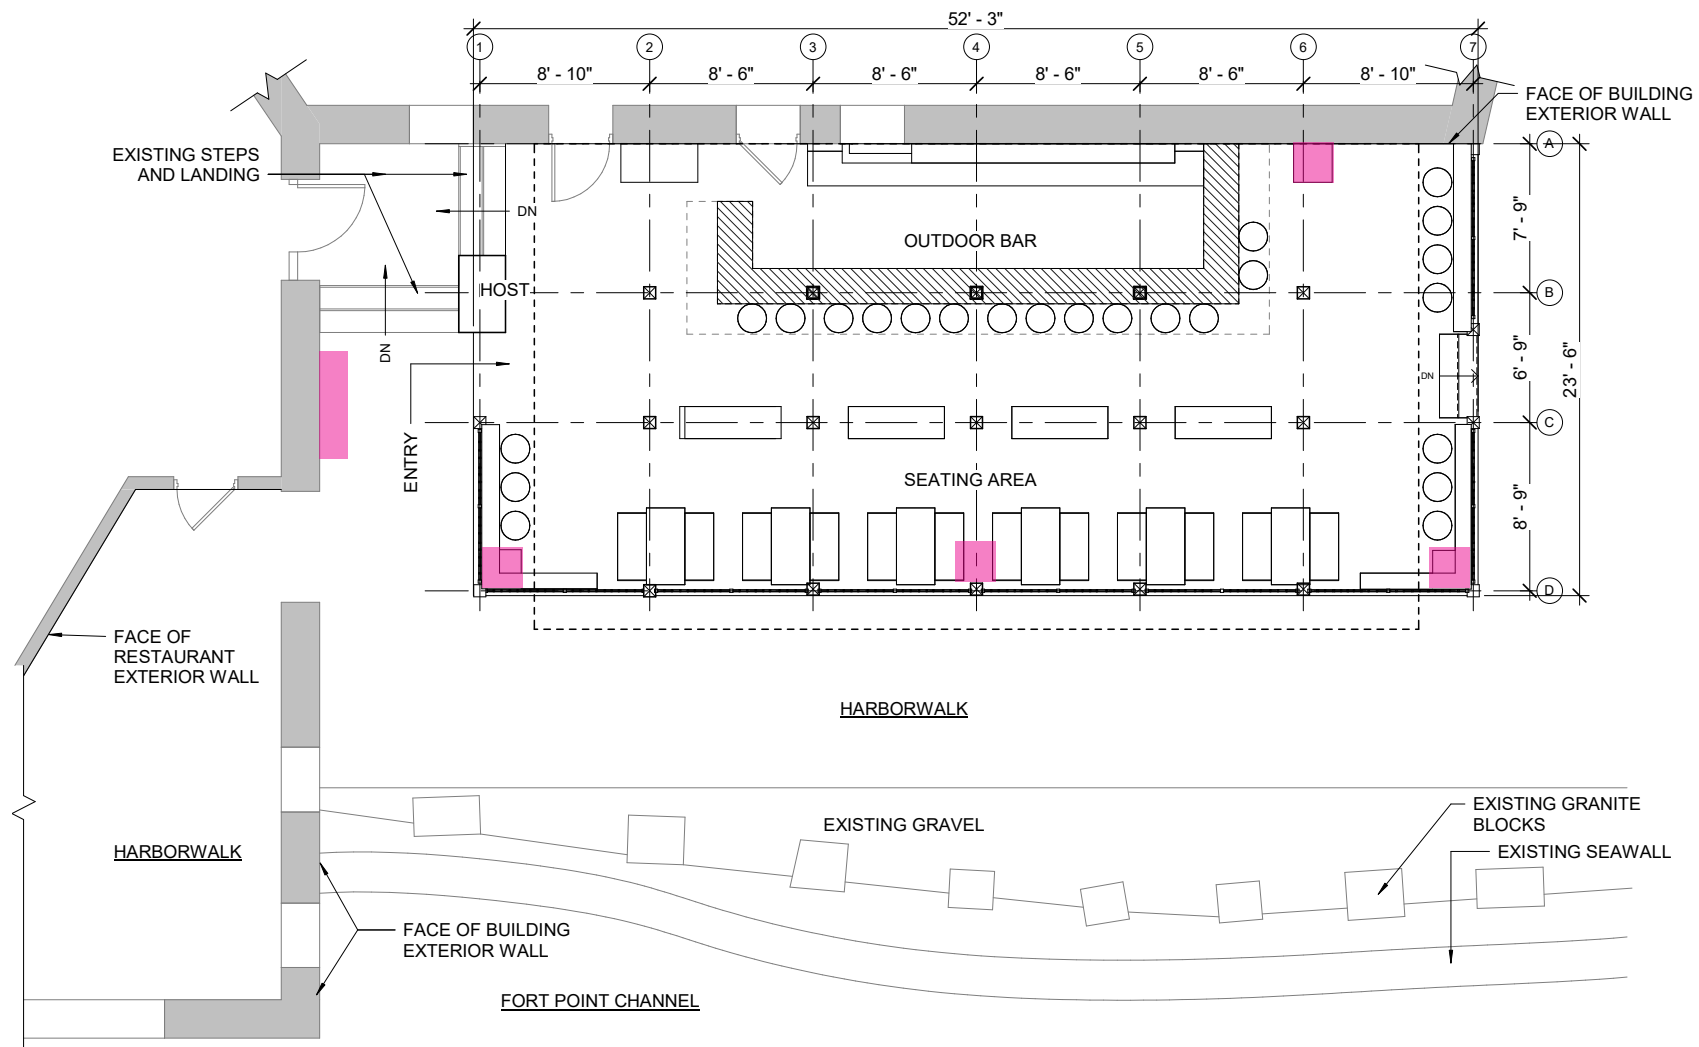 52' - 3"
1
2
3
4
5
6
7
8' - 10"
8' - 6"
8' - 6"
8' - 6"
8' - 6"
8' - 10"
FACE OF BUILDING
EXTERIOR WALL
A
EXISTING STEPS
AND LANDING
DN
7' - 9"
OUTDOOR BAR
HOST
B
DN
DN
6' - 9"
23' - 6"
C
ENTRY
SEATING AREA
8' - 9"
D
FACE OF
RESTAURANT
EXTERIOR WALL
HARBORWALK
EXISTING GRAVEL
EXISTING GRANITE
BLOCKS
HARBORWALK
EXISTING SEAWALL
FACE OF BUILDING
EXTERIOR WALL
FORT POINT CHANNEL